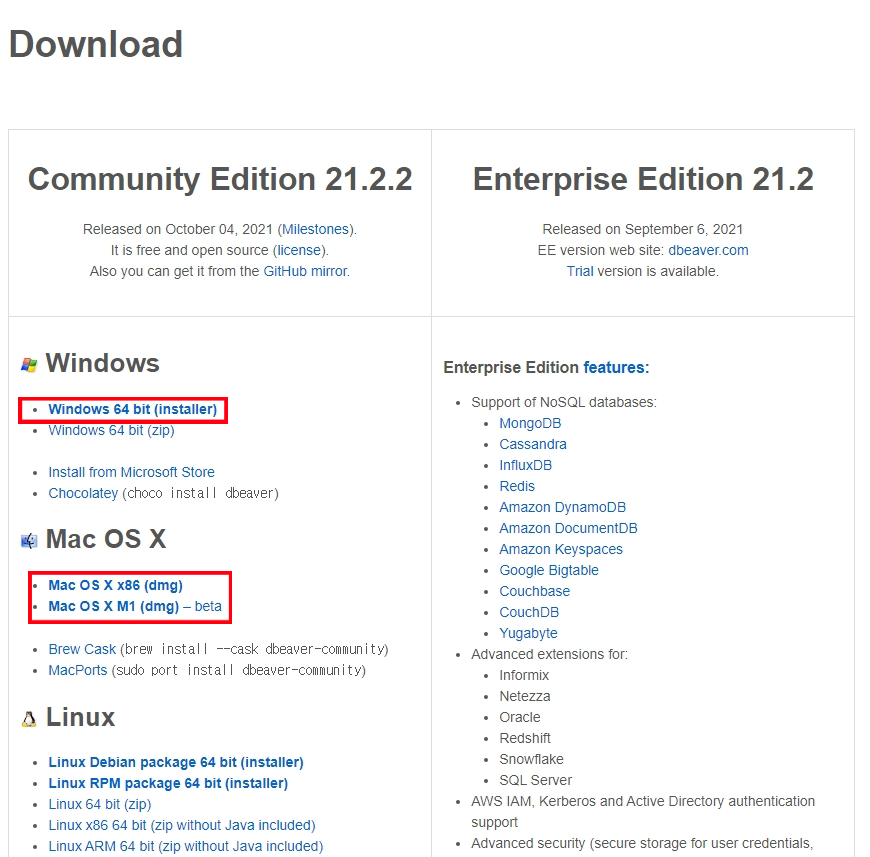 Download
Community Edition 21.2.2
Released on October 04, 2021 (Milestones).
It is free and open source (license).
Also you can get it from the GitHub mirror.
Enterprise Edition 21.2
Released on September 6, 2021
EE version web site: dbeaver.com
Trial version is available.
Windows
Windows 64 bit (installer)
Windows 64 bit (zip)
Install from Microsoft Store
Chocolatey (choco install dbeaver)
Mac OS X
Mac OS X x86 (dmg)
Mac OS X M1 (dmg) – beta
Brew Cask (brew install --cask dbeaver-community)
MacPorts (sudo port install dbeaver-community)
Linux
Linux Debian package 64 bit (installer)
Linux RPM package 64 bit (installer)
Linux 64 bit (zip)
Linux x86 64 bit (zip without Java included)
Linux ARM 64 bit (zip without Java included)
Enterprise Edition features:
Support of NoSQL databases:
MongoDB
Cassandra
InfluxDB
Redis
Amazon DynamoDB
Amazon DocumentDB
Amazon Keyspaces
Google Bigtable
Couchbase
CouchDB
Yugabyte
Advanced extensions for:
Informix
Netezza
Oracle
Redshift
Snowflake
SQL Server
AWS IAM, Kerberos and Active Directory authentication
support
Advanced security (secure storage for user credentials,